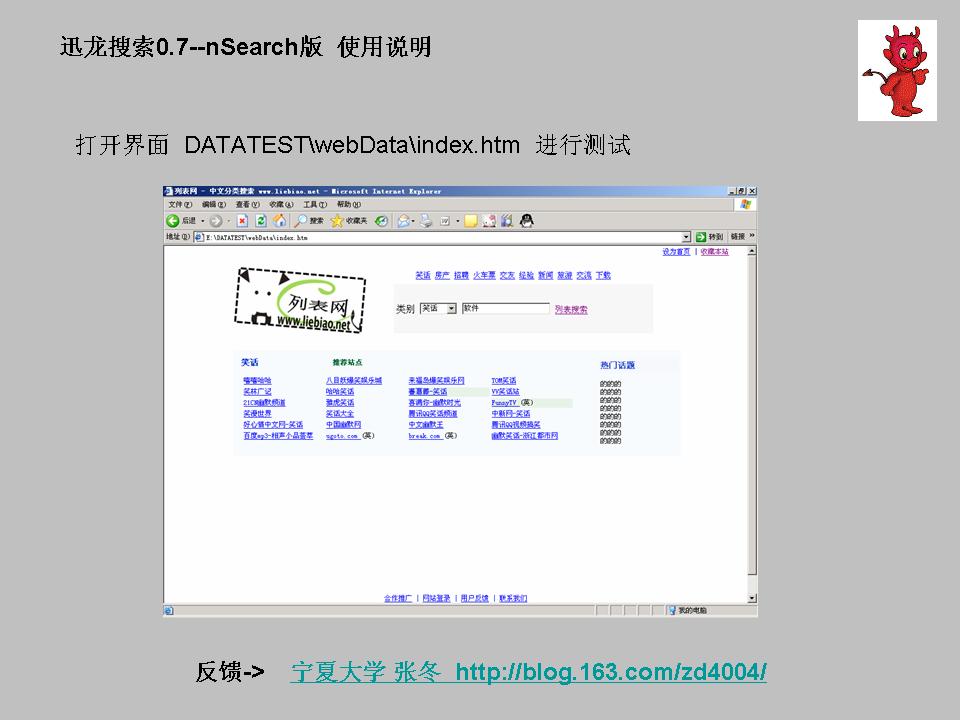 迅龙搜索0.7--nSearch版 使用说明
打开界面 DATATEST\webData\index.htm 进行测试
列表网 - 中文分类搜索 www.liebiao.net - Microsoft Internet Explorer
文件(F) 编辑(E) 查看(V) 收藏(A) 工具(T) 帮助(H)
后退 搜索 收藏夹
地址(D) E:\DATATEST\webData\index.htm 转到 链接 »
设为首页 | 收藏本站
笑话 房产 招聘 火车票 交友 经验 新闻 旅游 交流 下载
列表网
www.liebiao.net
类别 笑话 软件 列表搜索
笑话 推荐站点 热门话题
嘻嘻哈哈 八目妖爆笑娱乐城 来福岛爆笑娱乐网 TOM笑话 的的的
笑林广记 哈哈笑话 VV笑话站 的的的
21CN幽默频道 猫虎笑话 喜满你-幽默时光 FunnyTV (英) 的的的
笑漫世界 笑话大全 腾讯QQ笑话频道 中新网-笑话 的的的
好心情中文网-笑话 中国幽默网 中文幽默王 腾讯QQ视频搞笑 的的的
百度mp3-相声小品荟萃 ugoto.com (英) break.com (英) 幽默笑话-浙江都市网 的的的
的的的
的的的
合作推广 | 网站登录 | 用户反馈 | 联系我们
我的电脑
反馈-> 宁夏大学 张冬 http://blog.163.com/zd4004/